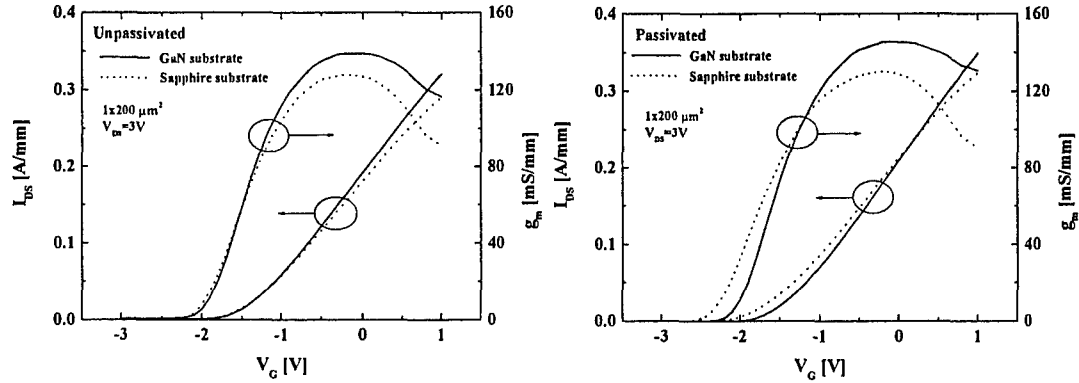 Unpassivated
GaN substrate
Sapphire substrate
1x200 μm²
V_DS=3V
I_DS [A/mm]
0.4
0.3
0.2
0.1
0.0
160
120
80
40
0
g_m [mS/mm]
-3 -2 -1 0 1
V_G [V]
Passivated
GaN substrate
Sapphire substrate
1x200 μm²
V_DS=3V
I_DS [A/mm]
0.4
0.3
0.2
0.1
0.0
160
120
80
40
0
g_m [mS/mm]
-3 -2 -1 0 1
V_G [V]